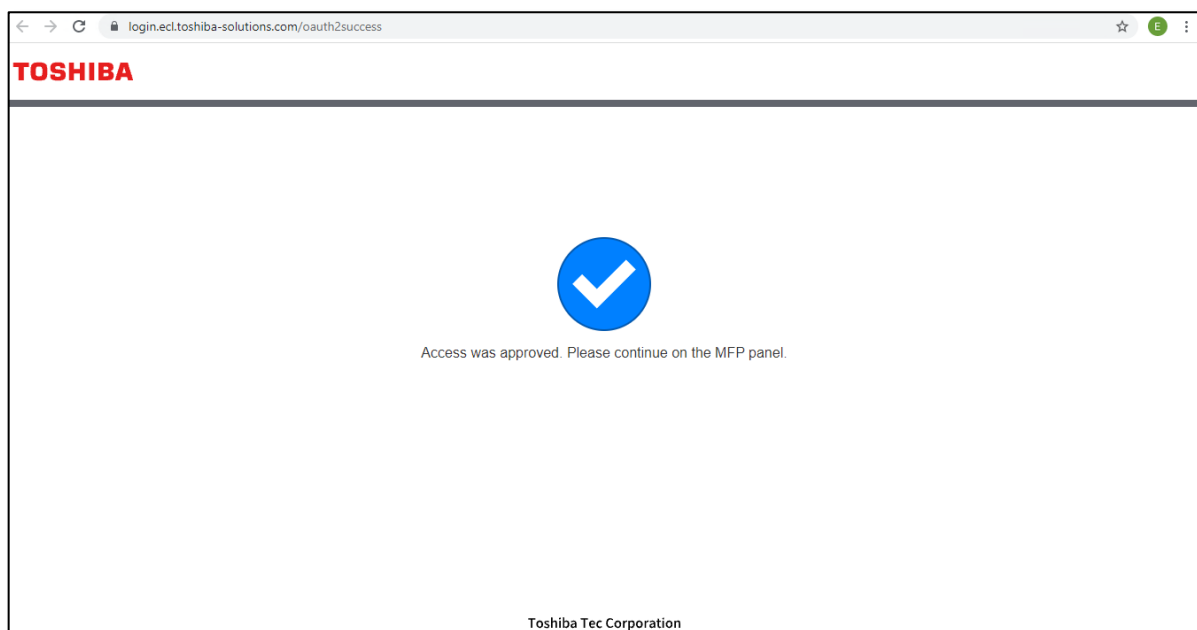 login.ecl.toshiba-solutions.com/oauth2success
E
TOSHIBA
Access was approved. Please continue on the MFP panel.
Toshiba Tec Corporation